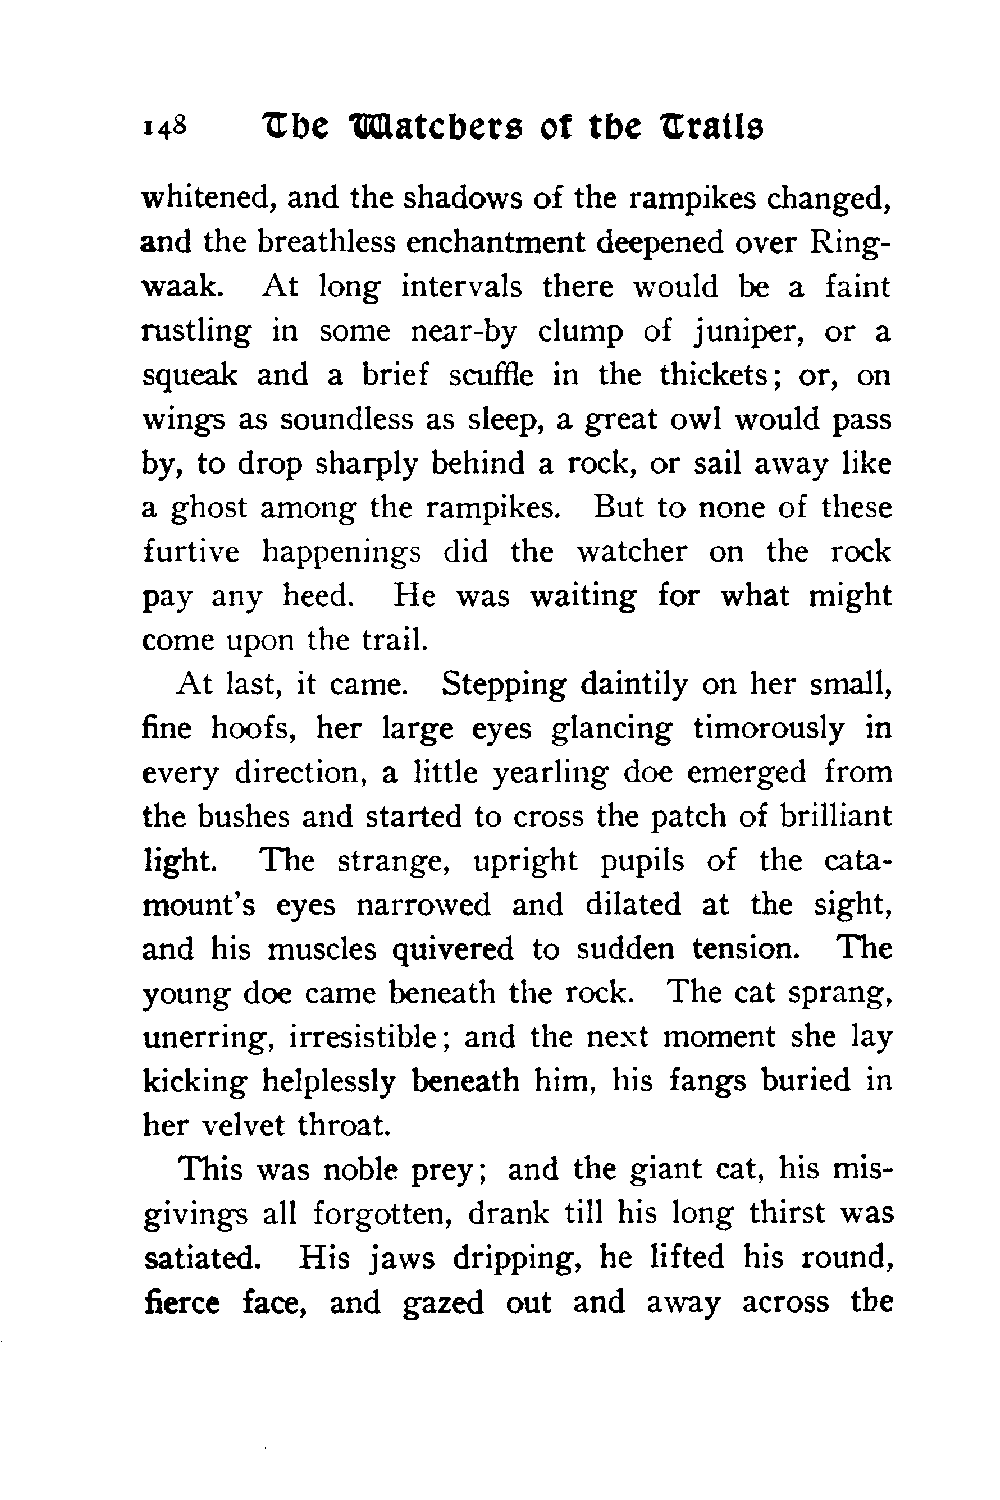 148 The Watchers of the Trails
whitened, and the shadows of the rampikes changed,
and the breathless enchantment deepened over Ring-
waak. At long intervals there would be a faint
rustling in some near-by clump of juniper, or a
squeak and a brief scuffle in the thickets; or, on
wings as soundless as sleep, a great owl would pass
by, to drop sharply behind a rock, or sail away like
a ghost among the rampikes. But to none of these
furtive happenings did the watcher on the rock
pay any heed. He was waiting for what might
come upon the trail.
At last, it came. Stepping daintily on her small,
fine hoofs, her large eyes glancing timorously in
every direction, a little yearling doe emerged from
the bushes and started to cross the patch of brilliant
light. The strange, upright pupils of the cata-
mount's eyes narrowed and dilated at the sight,
and his muscles quivered to sudden tension. The
young doe came beneath the rock. The cat sprang,
unerring, irresistible; and the next moment she lay
kicking helplessly beneath him, his fangs buried in
her velvet throat.
This was noble prey; and the giant cat, his mis-
givings all forgotten, drank till his long thirst was
satiated. His jaws dripping, he lifted his round,
fierce face, and gazed out and away across the